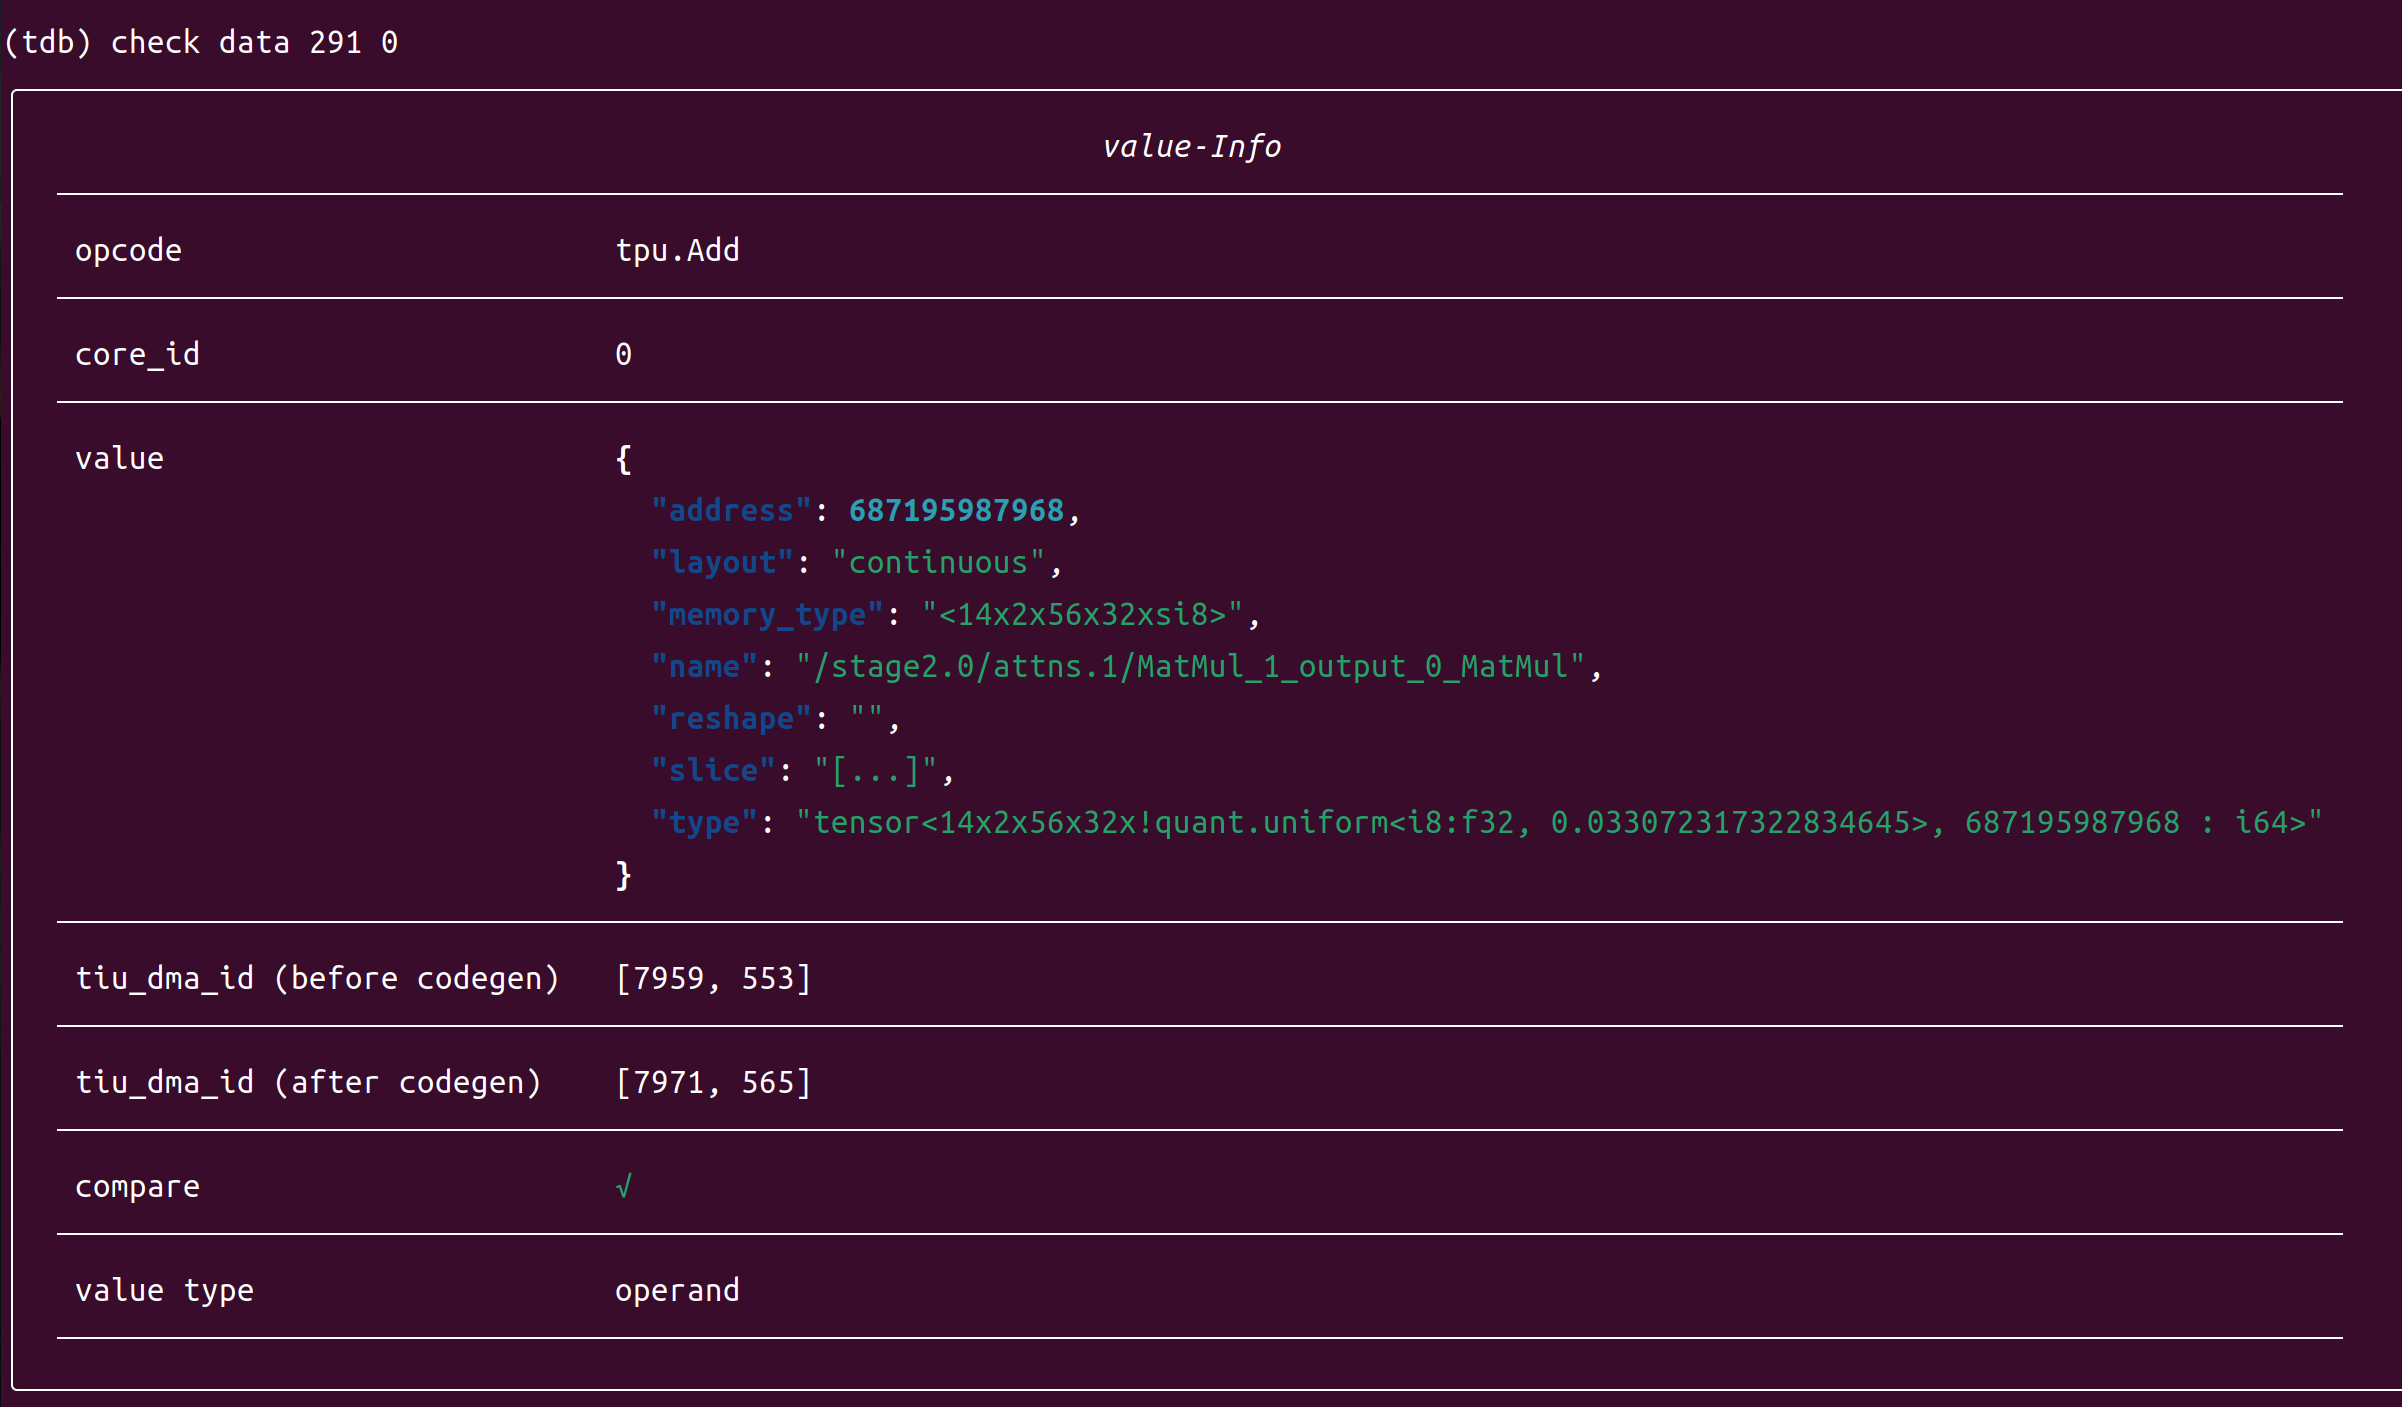 (tdb) check data 291 0
value-Info
opcode tpu.Add
core_id 0
value {
"address": 687195987968,
"layout": "continuous",
"memory_type": "<14x2x56x32xsi8>",
"name": "/stage2.0/attns.1/MatMul_1_output_0_MatMul",
"reshape": "",
"slice": "[...]",
"type": "tensor<14x2x56x32x!quant.uniform<i8:f32, 0.033072317322834645>, 687195987968 : i64>"
}
tiu_dma_id (before codegen) [7959, 553]
tiu_dma_id (after codegen) [7971, 565]
compare √
value type operand